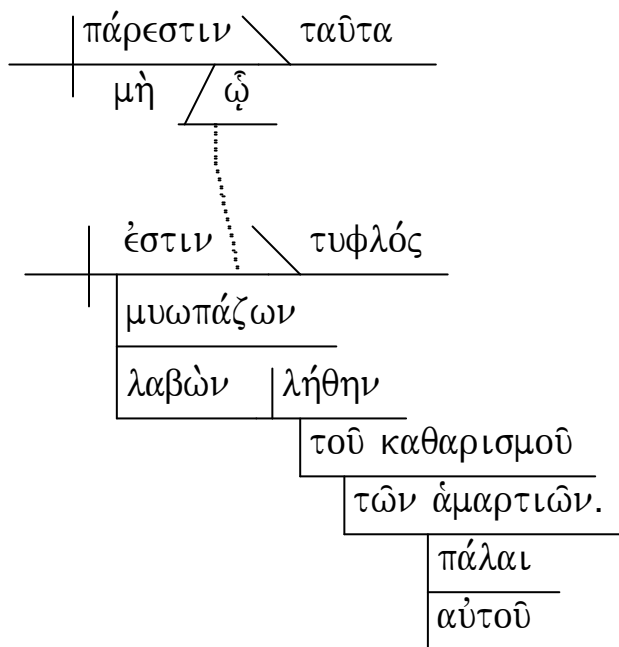 πάρεστιν ταῦτα
μὴ ᾧ
ἐστιν τυφλός
μυωπάζων
λαβὼν λήθην
τοῦ καθαρισμοῦ
τῶν ἁμαρτιῶν.
πάλαι
αὐτοῦ